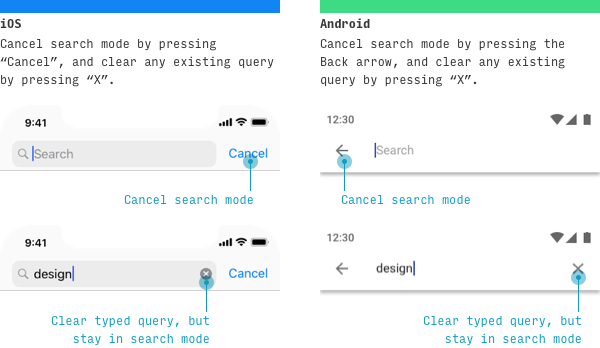 iOS
Cancel search mode by pressing
“Cancel”, and clear any existing query
by pressing “X”.
9:41
Search
Cancel
Cancel search mode
9:41
design
Cancel
Clear typed query, but
stay in search mode
Android
Cancel search mode by pressing the
Back arrow, and clear any existing
query by pressing “X”.
12:30
Search
Cancel search mode
12:30
design
Clear typed query, but
stay in search mode